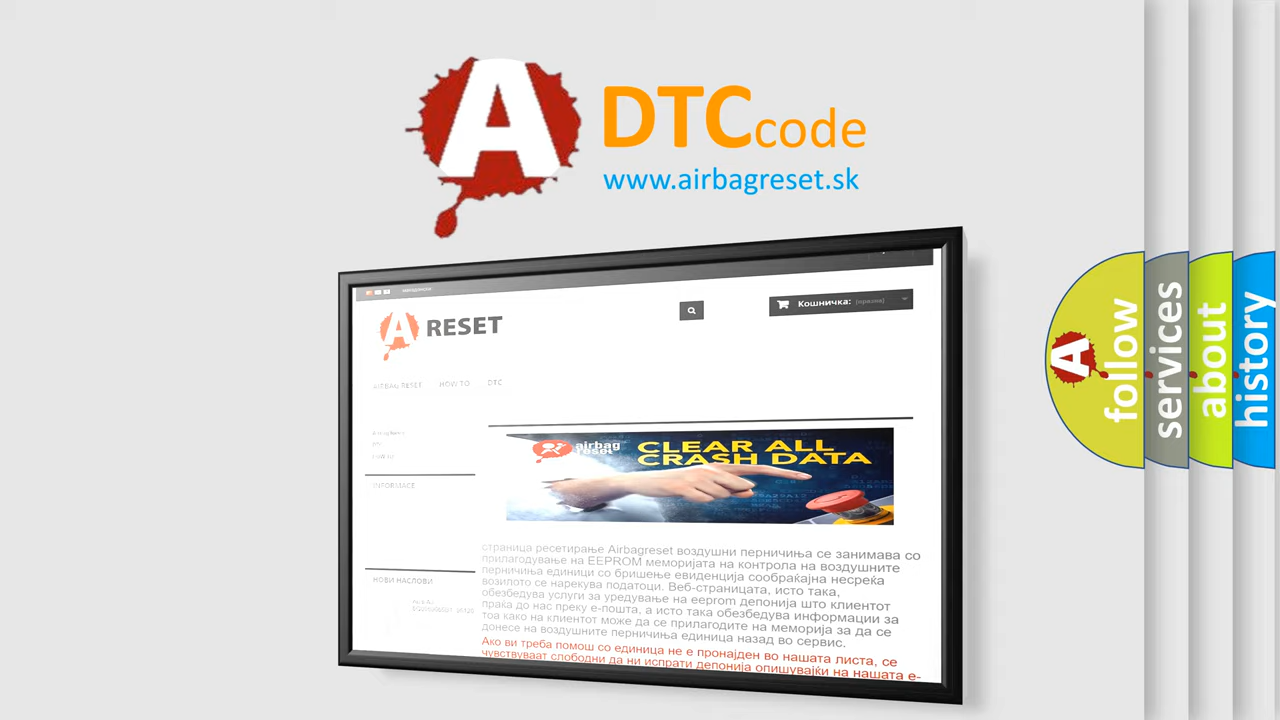 A DTCcode
www.airbagreset.sk
Кошничка: (празна)
A RESET
AIRBAG RESET HOW TO DTC
airbag
reset
CLEAR ALL
CRASH DATA
INFORMACE
НОВИ НАСЛОВИ
страница ресетирање Airbagreset воздушни перничиња се занимава со
прилагодување на EEPROM меморијата на контрола на воздушните
перничиња единици со бришење евиденција сообраќајна несреќа
возилото се нарекува податоци. Веб-страницата, исто така,
обезбедува услуги за уредување на eeprom депонија што клиентот
праќа до нас преку е-пошта, а исто така обезбедува информации за
тоа како на клиентот може да се прилагодите на меморија за да се
донесе на воздушните перничиња единица назад во сервис.
Ако ви треба помош со единица не е пронајден во нашата листа, се
чувствуваат слободни да ни испрати депонија опишувајќи на нашата е-
A
follow
services
about
history